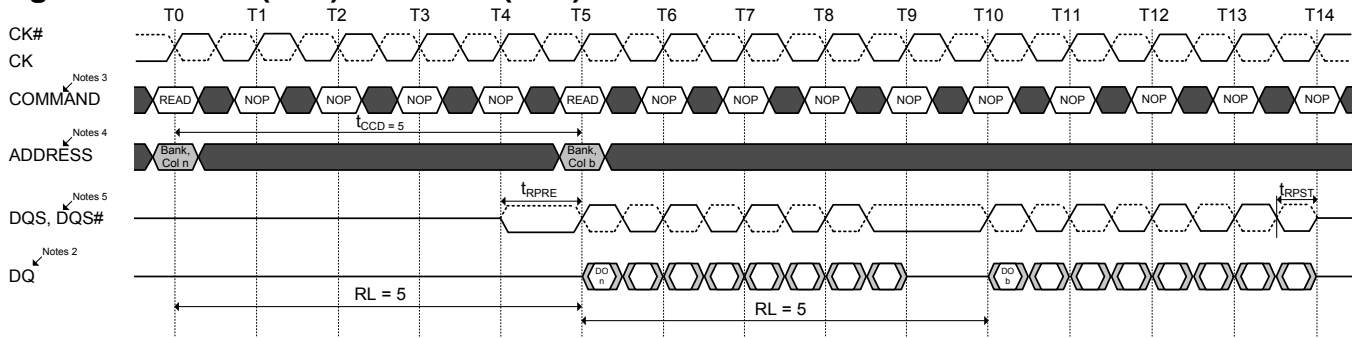 T0 T1 T2 T3 T4 T5 T6 T7 T8 T9 T10 T11 T12 T13 T14
CK#
CK
Notes 3
COMMAND READ NOP NOP NOP NOP READ NOP NOP NOP NOP NOP NOP NOP NOP NOP
tCCD = 5
Notes 4
ADDRESS
Bank, Col n
Bank, Col b
Notes 5
tRPRE
tRPST
DQS, DQS#
Notes 2
DQ
DO n
DO b
RL = 5
RL = 5